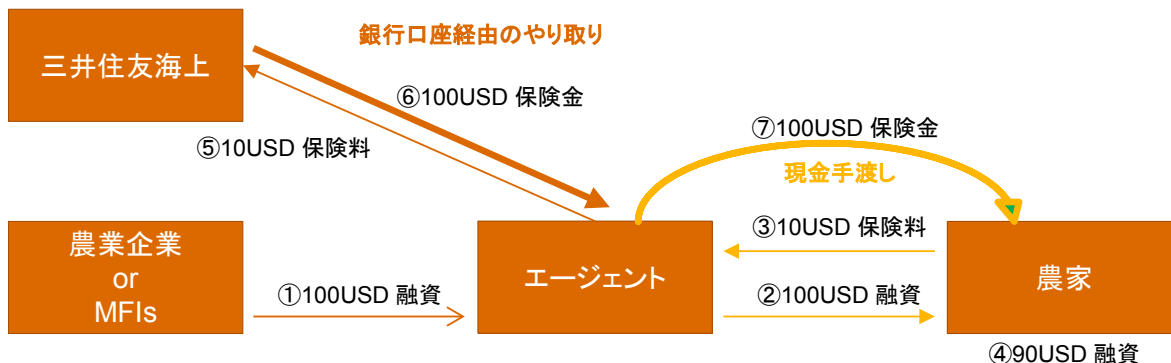 銀行口座経由のやり取り
三井住友海上
⑥100USD 保険金
⑤10USD 保険料
⑦100USD 保険金
現金手渡し
農業企業
or
MFIs
①100USD 融資
エージェント
③10USD 保険料
②100USD 融資
農家
④90USD 融資